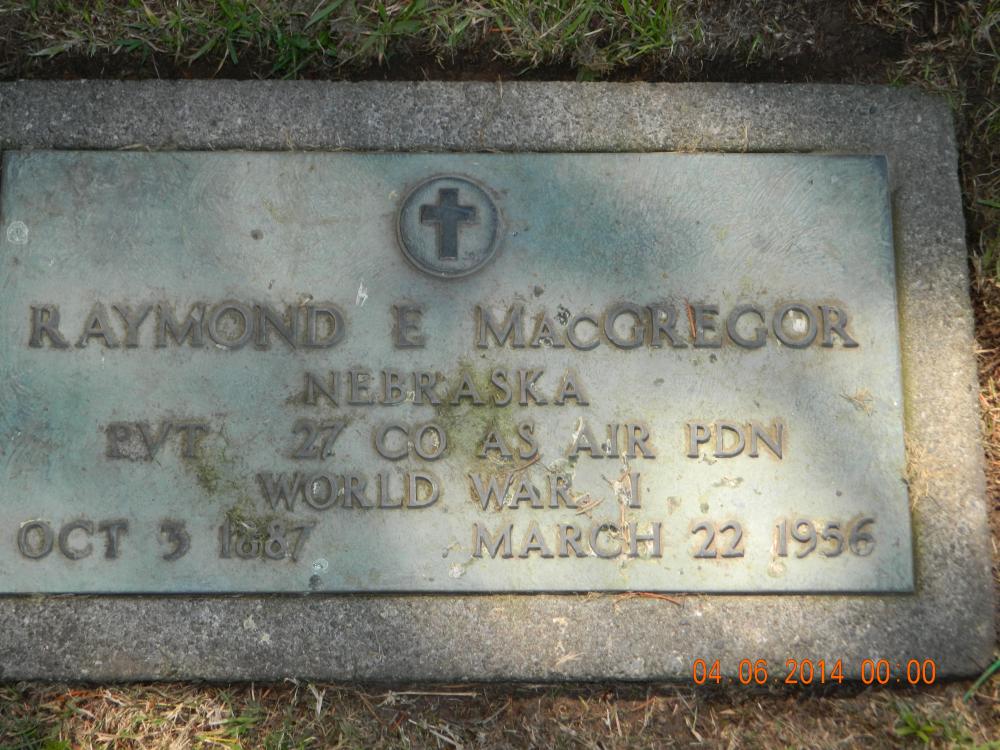 RAYMOND E MACGREGOR
NEBRASKA
PVT 27 CO AS AIR PDN
WORLD WAR I
OCT 3 1887 MARCH 22 1956
04 06 2014 00:00